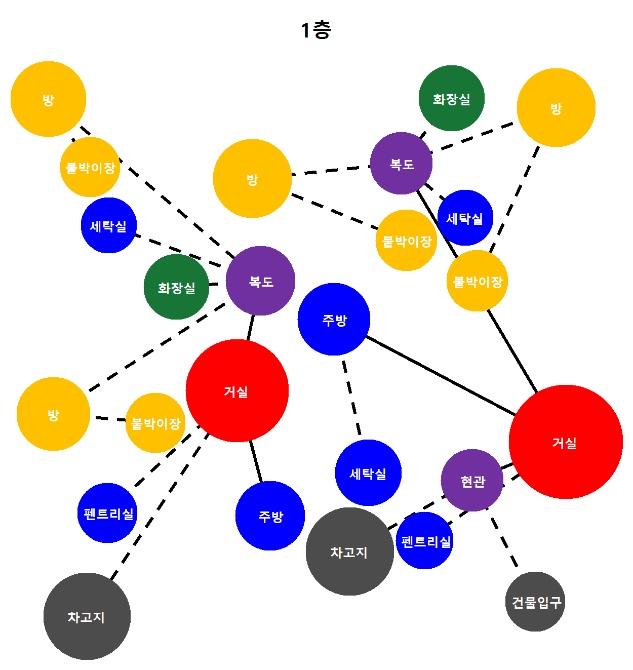 1층
방
화장실
방
복도
붙박이장
방
세탁실
세탁실
붙박이장
복도
붙박이장
화장실
주방
거실
방
붙박이장
거실
세탁실
현관
펜트리실
주방
펜트리실
차고지
건물입구
차고지